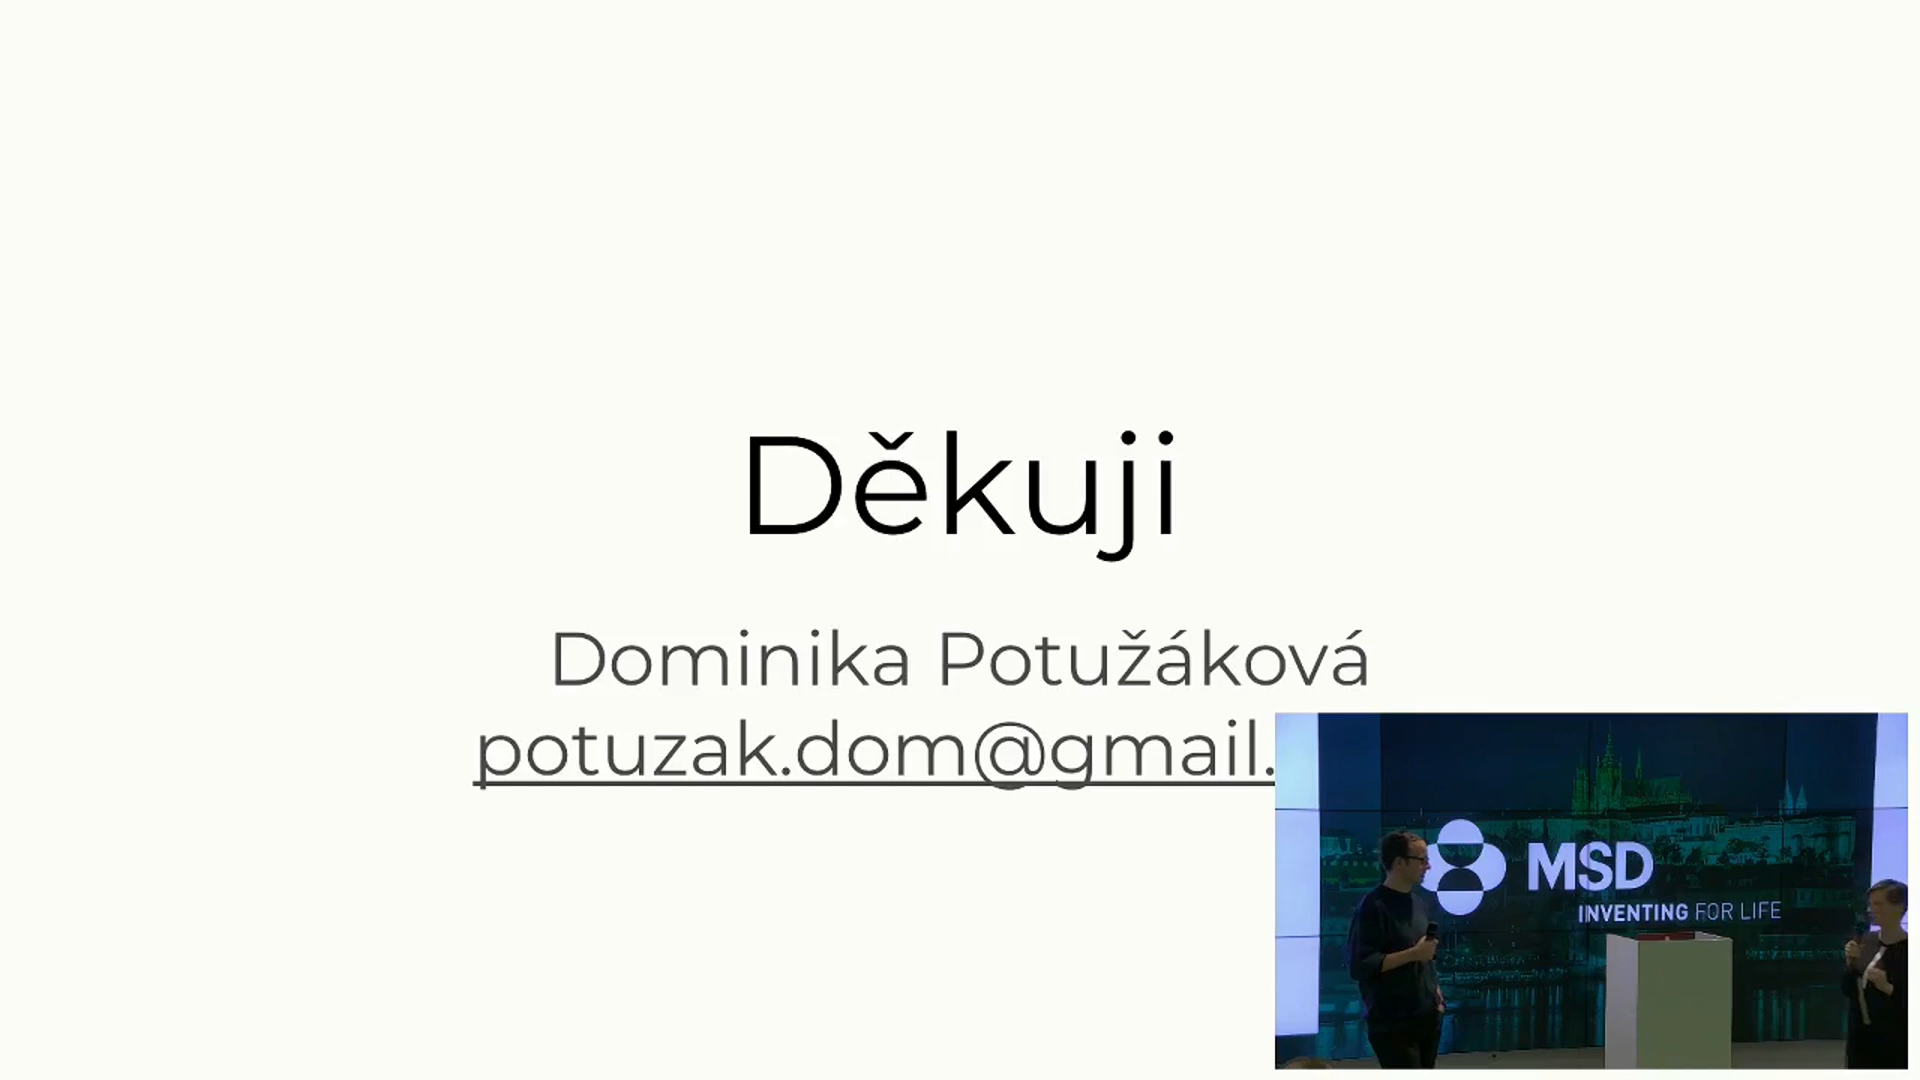 Děkuji
Dominika Potužáková
potuzak.dom@gmail.
MSD
INVENTING FOR LIFE